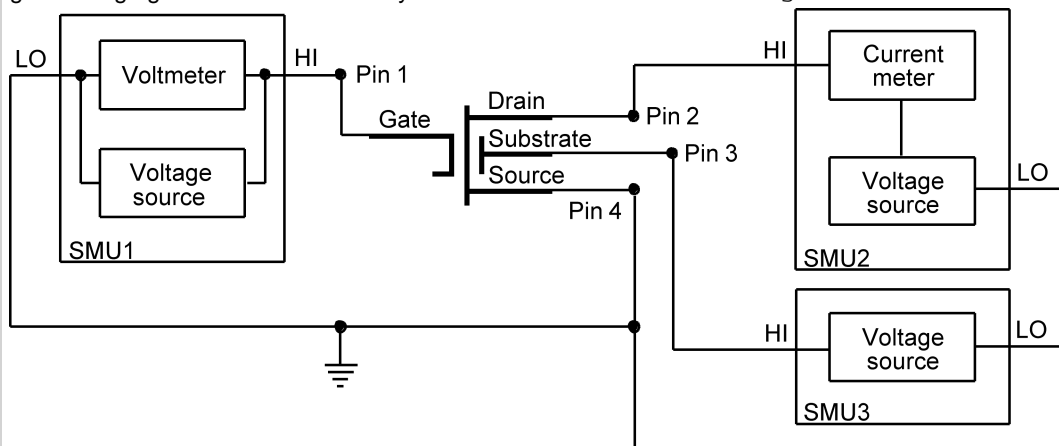 LO
Voltmeter
HI
Pin 1
Voltage
source
SMU1
Gate
Drain
Pin 2
Substrate
Pin 3
Source
Pin 4
HI
Current
meter
Voltage
source
LO
SMU2
HI
Voltage
source
LO
SMU3